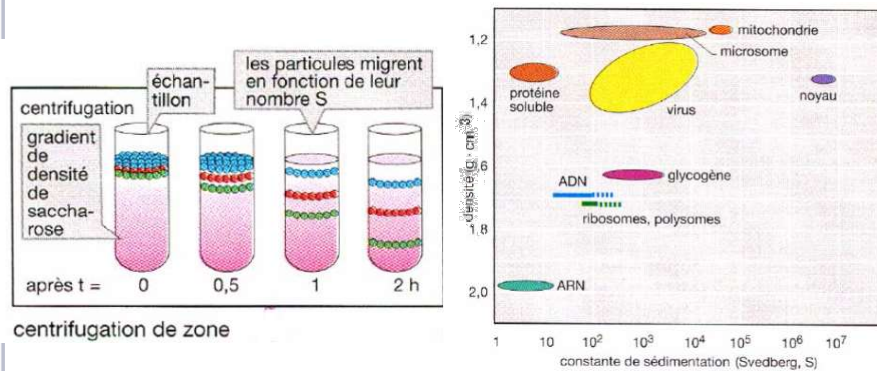 échan-
tillon
les particules migrent
en fonction de leur
nombre S
centrifugation
gradient
de
densité
de
saccha-
rose
après t =
0
0,5
1
2 h
centrifugation de zone
densité (g · cm⁻³)
1,0
1,2
1,4
1,6
1,8
2,0
mitochondrie
microsome
protéine
soluble
virus
noyau
glycogène
ADN
ribosomes, polysomes
ARN
1
10
10²
10³
10⁴
10⁵
10⁶
10⁷
constante de sédimentation (Svedberg, S)